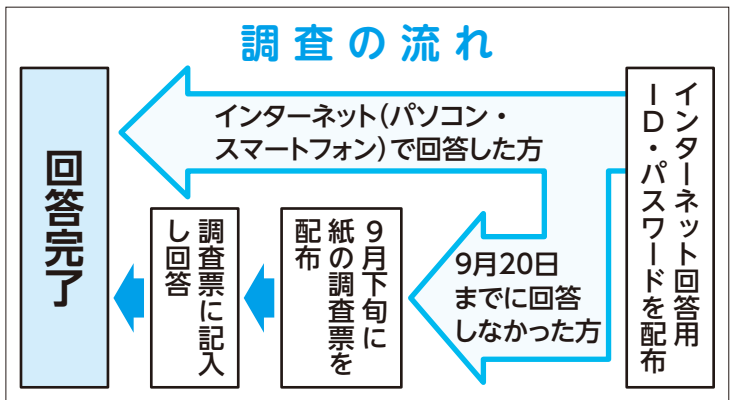 調査の流れ
インターネット回答用
ID・パスワードを配布
インターネット（パソコン・
スマートフォン）で回答した方
9月20日
までに回答
しなかった方
9月下旬に
紙の調査票を
配布
調査票に記入
し回答
回答完了